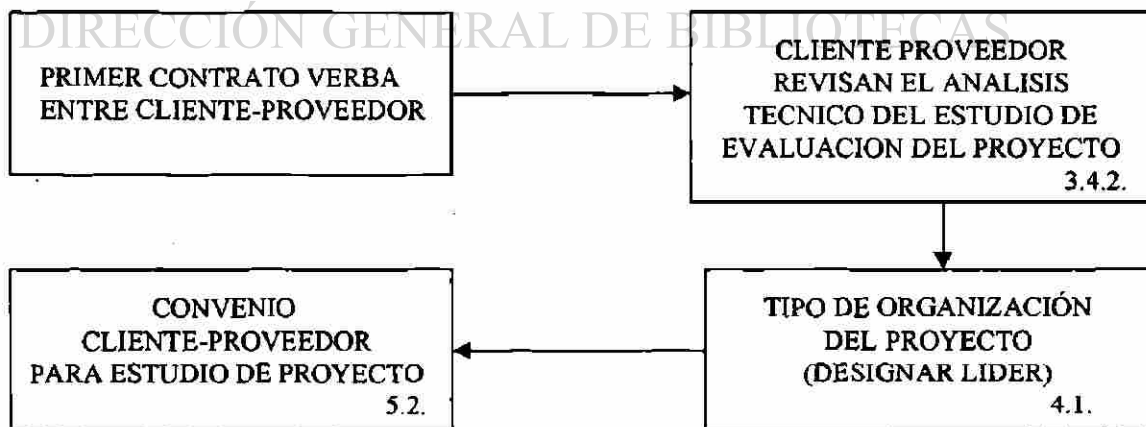 DIRECCIÓN GENERAL DE BIBLIOTECAS
PRIMER CONTRATO VERBA
ENTRE CLIENTE-PROVEEDOR
CLIENTE PROVEEDOR
REVISAN EL ANALISIS
TECNICO DEL ESTUDIO DE
EVALUACION DEL PROYECTO
3.4.2.
TIPO DE ORGANIZACIÓN
DEL PROYECTO
(DESIGNAR LIDER)
4.1.
CONVENIO
CLIENTE-PROVEEDOR
PARA ESTUDIO DE PROYECTO
5.2.